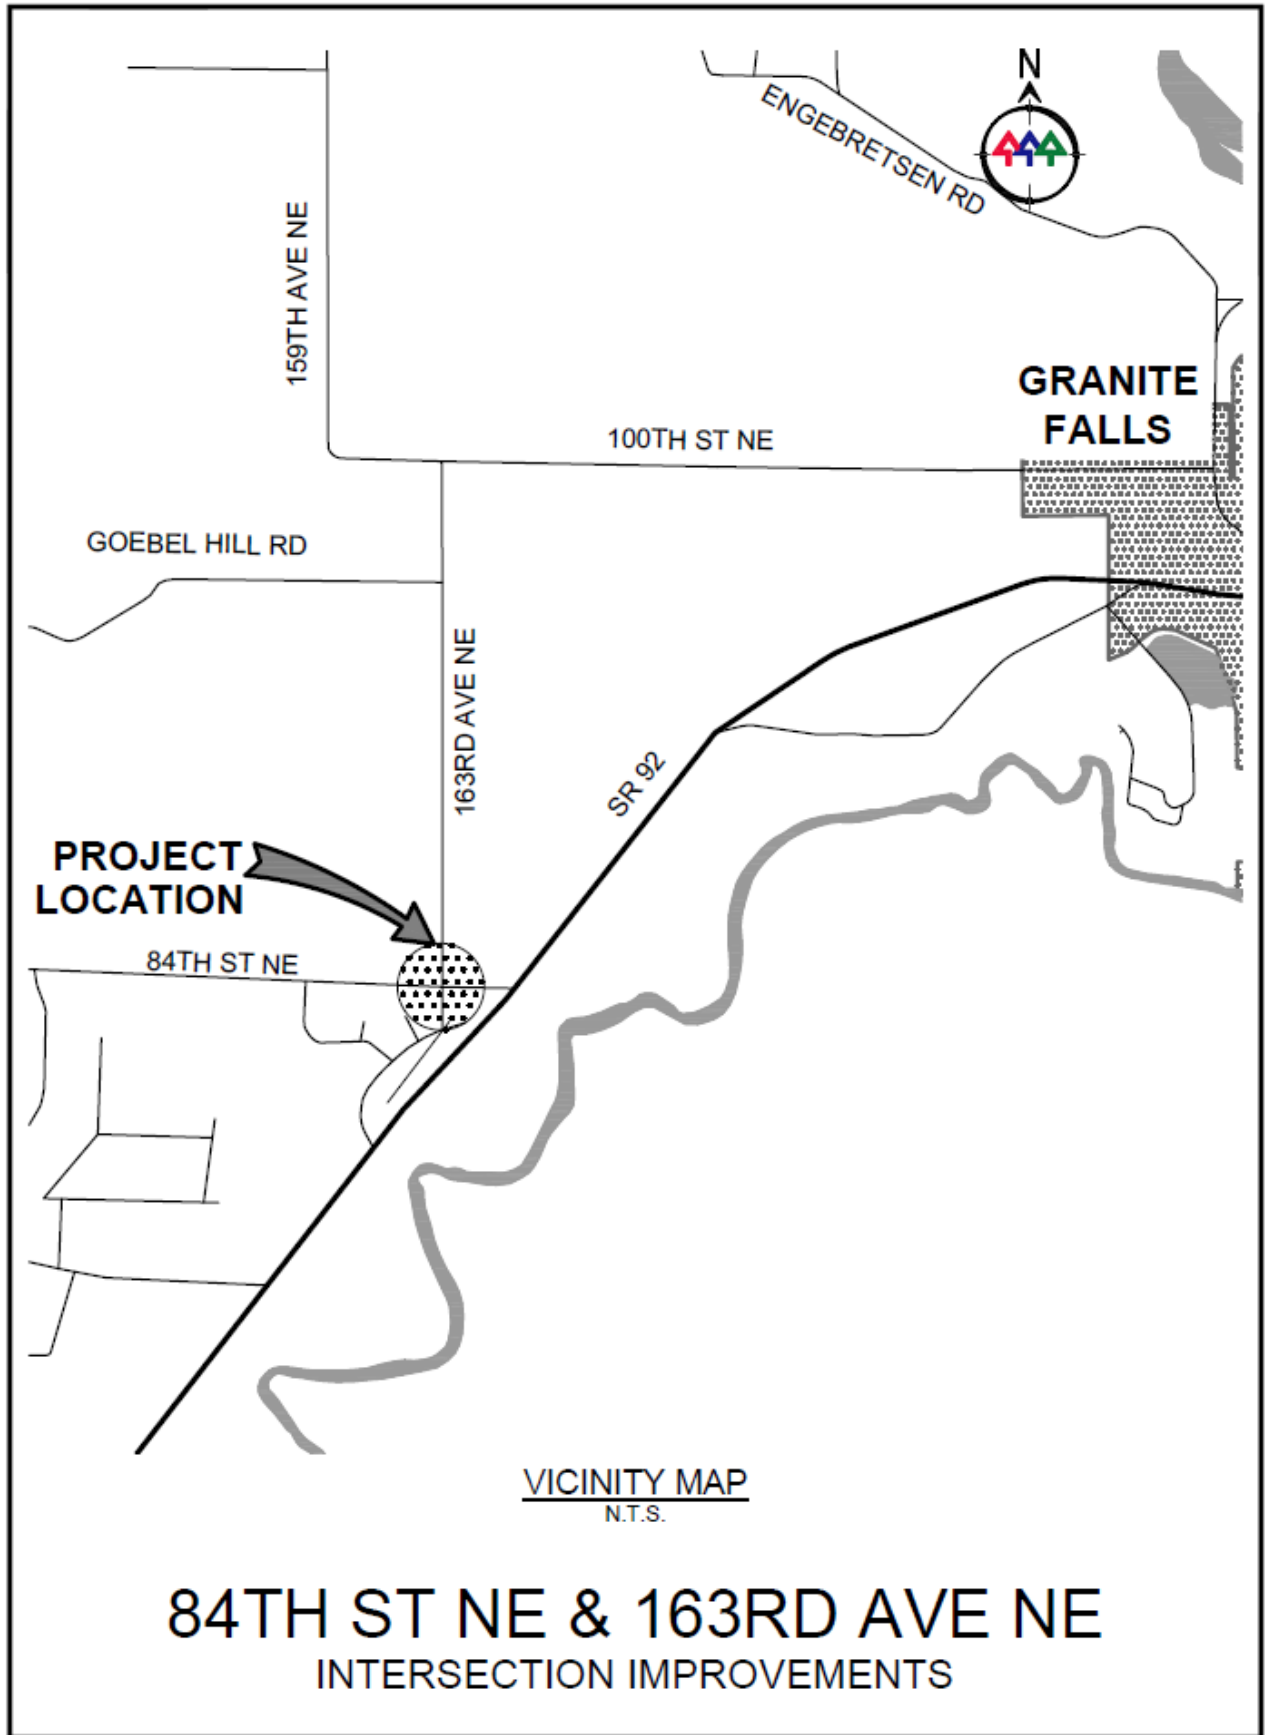 N
ENGEBRETSEN RD
159TH AVE NE
GRANITE
FALLS
100TH ST NE
GOEBEL HILL RD
163RD AVE NE
SR 92
PROJECT
LOCATION
84TH ST NE
VICINITY MAP
N.T.S.
84TH ST NE & 163RD AVE NE
INTERSECTION IMPROVEMENTS